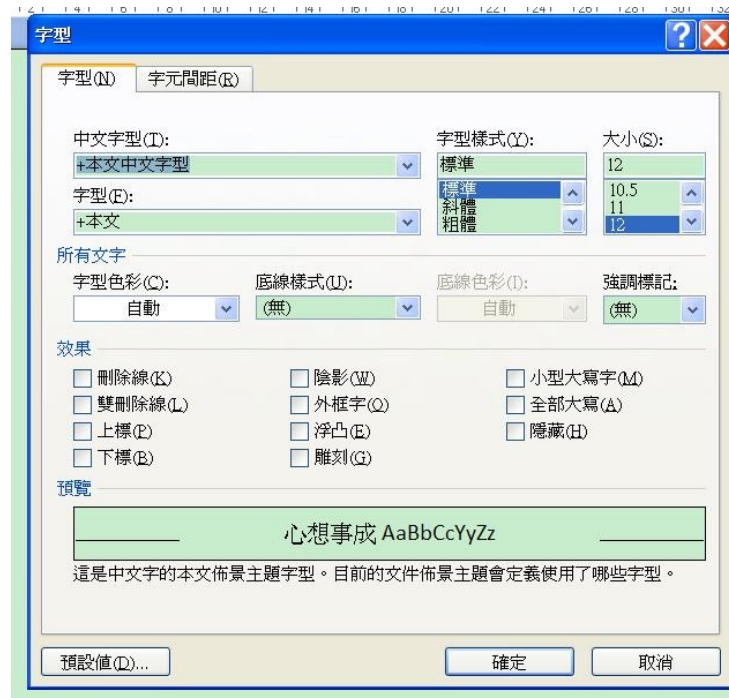 字型
字型(N) 字元間距(R)
中文字型(T): 字型樣式(Y): 大小(S):
+本文中文字型 標準 12
字型(F): 標準 10.5
斜體 11
+本文 粗體 12
所有文字
字型色彩(C): 底線樣式(U): 底線色彩(I): 強調標記:
自動 (無) 自動 (無)
效果
刪除線(K) 陰影(W) 小型大寫字(M)
雙刪除線(L) 外框字(O) 全部大寫(A)
上標(P) 浮凸(E) 隱藏(H)
下標(B) 雕刻(G)
預覽
心想事成 AaBbCcYyZz
這是中文字的本文佈景主題字型。目前的文件佈景主題會定義使用了哪些字型。
預設值(D)... 確定 取消